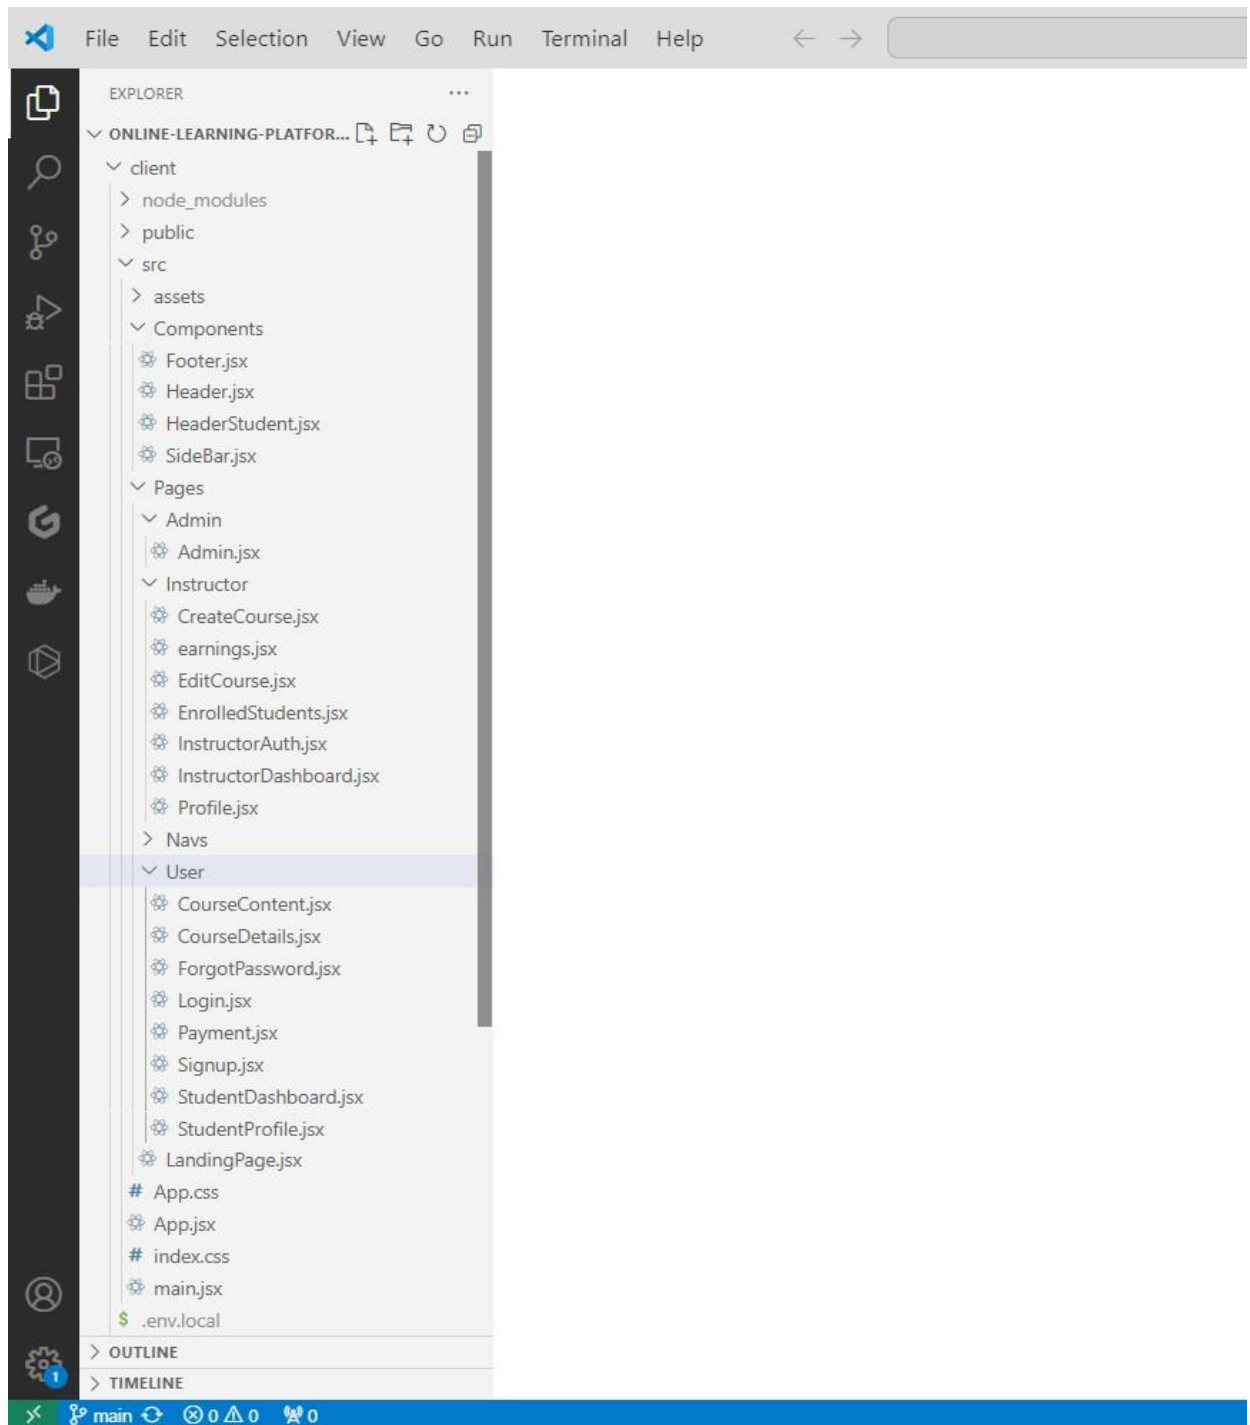 File Edit Selection View Go Run Terminal Help
EXPLORER ...
ONLINE-LEARNING-PLATFOR...
client
node_modules
public
src
assets
Components
Footer.jsx
Header.jsx
HeaderStudent.jsx
SideBar.jsx
Pages
Admin
Admin.jsx
Instructor
CreateCourse.jsx
earnings.jsx
EditCourse.jsx
EnrolledStudents.jsx
InstructorAuth.jsx
InstructorDashboard.jsx
Profile.jsx
Navs
User
CourseContent.jsx
CourseDetails.jsx
ForgotPassword.jsx
Login.jsx
Payment.jsx
Signup.jsx
StudentDashboard.jsx
StudentProfile.jsx
LandingPage.jsx
# App.css
App.jsx
# index.css
main.jsx
$ .env.local
OUTLINE
1
TIMELINE
main 0 0 0